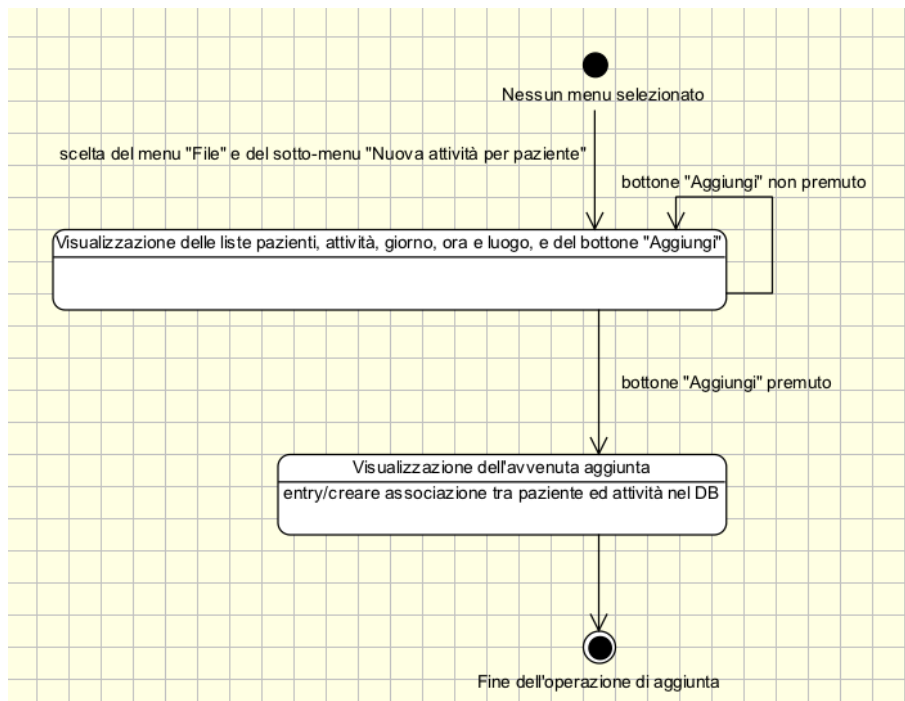 Nessun menu selezionato
scelta del menu "File" e del sotto-menu "Nuova attività per paziente"
bottone "Aggiungi" non premuto
Visualizzazione delle liste pazienti, attività, giorno, ora e luogo, e del bottone "Aggiungi"
bottone "Aggiungi" premuto
Visualizzazione dell'avvenuta aggiunta
entry/creare associazione tra paziente ed attività nel DB
Fine dell'operazione di aggiunta